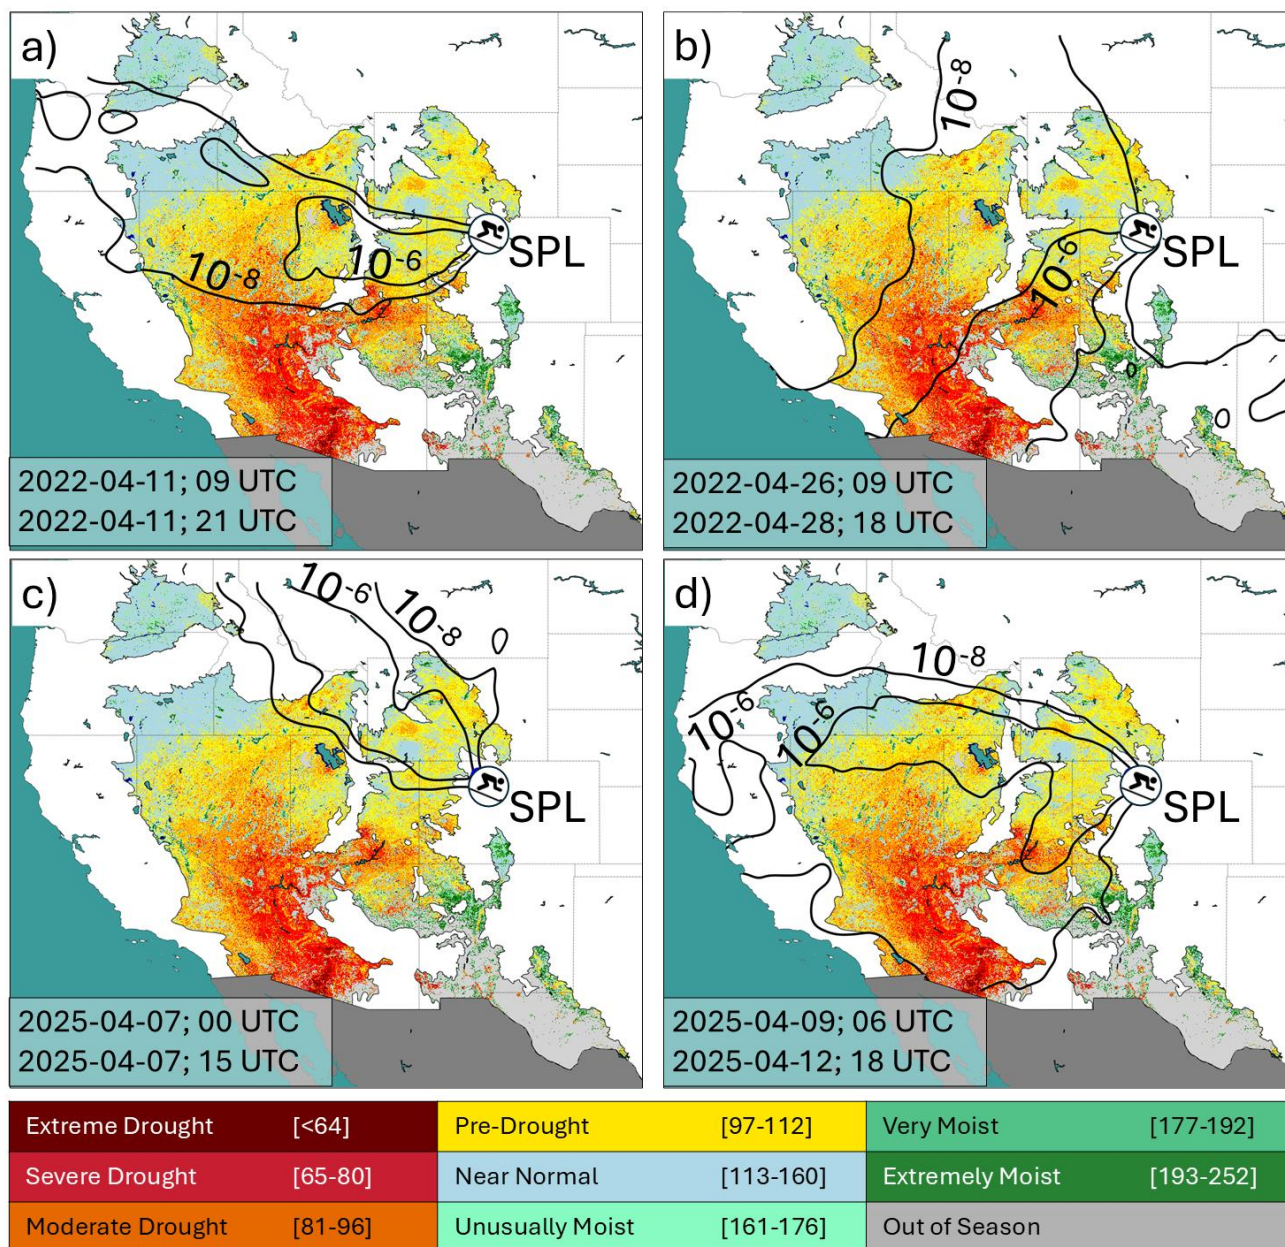 a)
10-8
10-6
SPL
2022-04-11; 09 UTC
2022-04-11; 21 UTC
b)
10-8
10-6
SPL
2022-04-26; 09 UTC
2022-04-28; 18 UTC
c)
10-6
10-8
SPL
2025-04-07; 00 UTC
2025-04-07; 15 UTC
d)
10-8
10-6
10-6
SPL
2025-04-09; 06 UTC
2025-04-12; 18 UTC
Extreme Drought [<64] Pre-Drought [97-112] Very Moist [177-192]
Severe Drought [65-80] Near Normal [113-160] Extremely Moist [193-252]
Moderate Drought [81-96] Unusually Moist [161-176] Out of Season